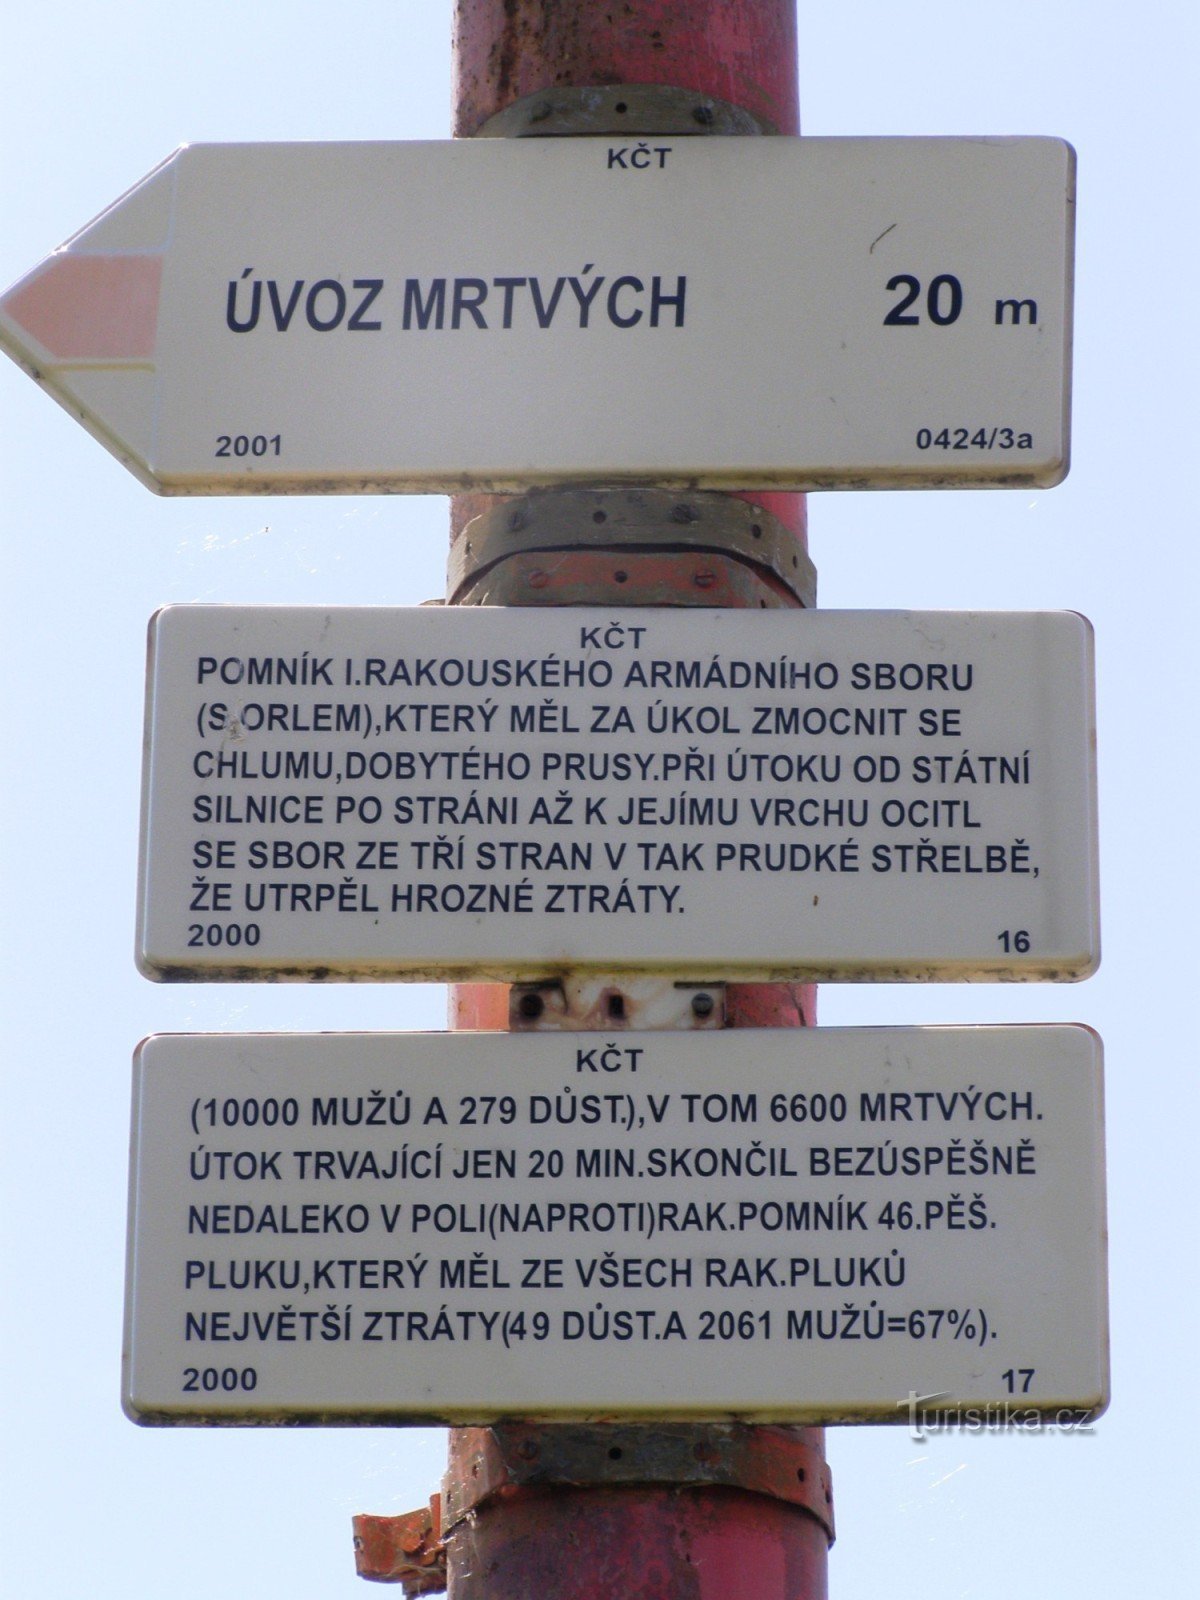 KČT
ÚVOZ MRTVÝCH 20 m
2001 0424/3a
KČT
POMNÍK I.RAKOUSKÉHO ARMÁDNÍHO SBORU
(S ORLEM),KTERÝ MĚL ZA ÚKOL ZMOCNIT SE
CHLUMU,DOBYTÉHO PRUSY.PŘI ÚTOKU OD STÁTNÍ
SILNICE PO STRÁNI AŽ K JEJÍMU VRCHU OCITL
SE SBOR ZE TŘÍ STRAN V TAK PRUDKÉ STŘELBĚ,
ŽE UTRPĚL HROZNÉ ZTRÁTY.
2000 16
KČT
(10000 MUŽŮ A 279 DŮST.),V TOM 6600 MRTVÝCH.
ÚTOK TRVAJÍCÍ JEN 20 MIN.SKONČIL BEZÚSPĚŠNĚ
NEDALEKO V POLI(NAPROTI)RAK.POMNÍK 46.PĚŠ.
PLUKU,KTERÝ MĚL ZE VŠECH RAK.PLUKŮ
NEJVĚTŠÍ ZTRÁTY(49 DŮST.A 2061 MUŽŮ=67%).
2000 17
Turistika.cz